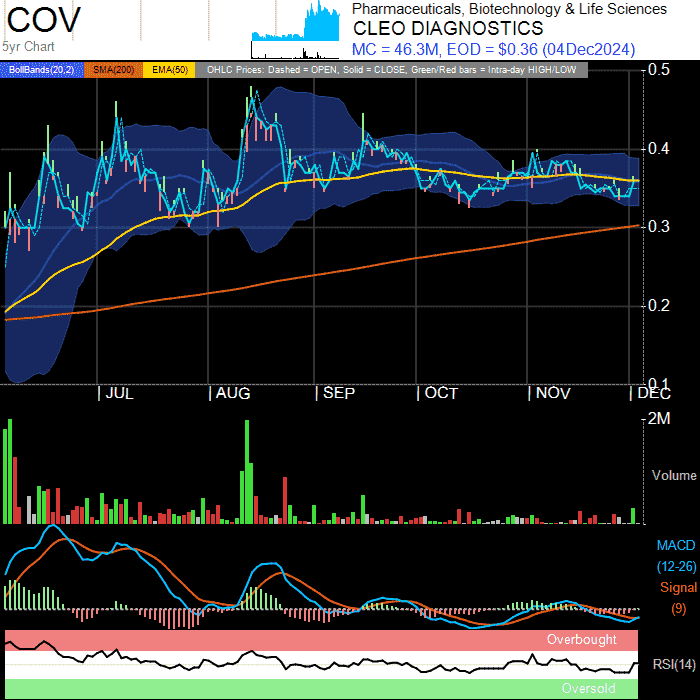 COV
5yr Chart
Pharmaceuticals, Biotechnology & Life Sciences
CLEO DIAGNOSTICS
MC = 46.3M, EOD = $0.36 (04Dec2024)
BollBands(20,2) SMA(200) EMA(50) OHLC Prices: Dashed = OPEN, Solid = CLOSE, Green/Red bars = Intra-day HIGH/LOW
0.5
0.4
0.3
0.2
0.1
JUL AUG SEP OCT NOV DEC
2M
Volume
MACD
(12-26)
Signal
(9)
Overbought
RSI(14)
Oversold